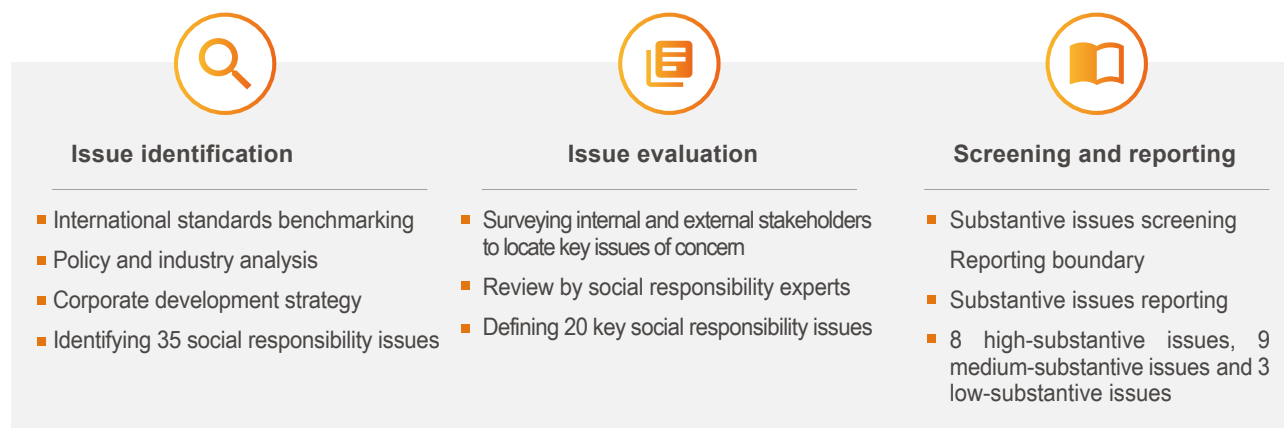 Issue identification
International standards benchmarking
Policy and industry analysis
Corporate development strategy
Identifying 35 social responsibility issues
Issue evaluation
Surveying internal and external stakeholders
to locate key issues of concern
Review by social responsibility experts
Defining 20 key social responsibility issues
Screening and reporting
Substantive issues screening
Reporting boundary
Substantive issues reporting
8 high-substantive issues, 9
medium-substantive issues and 3
low-substantive issues